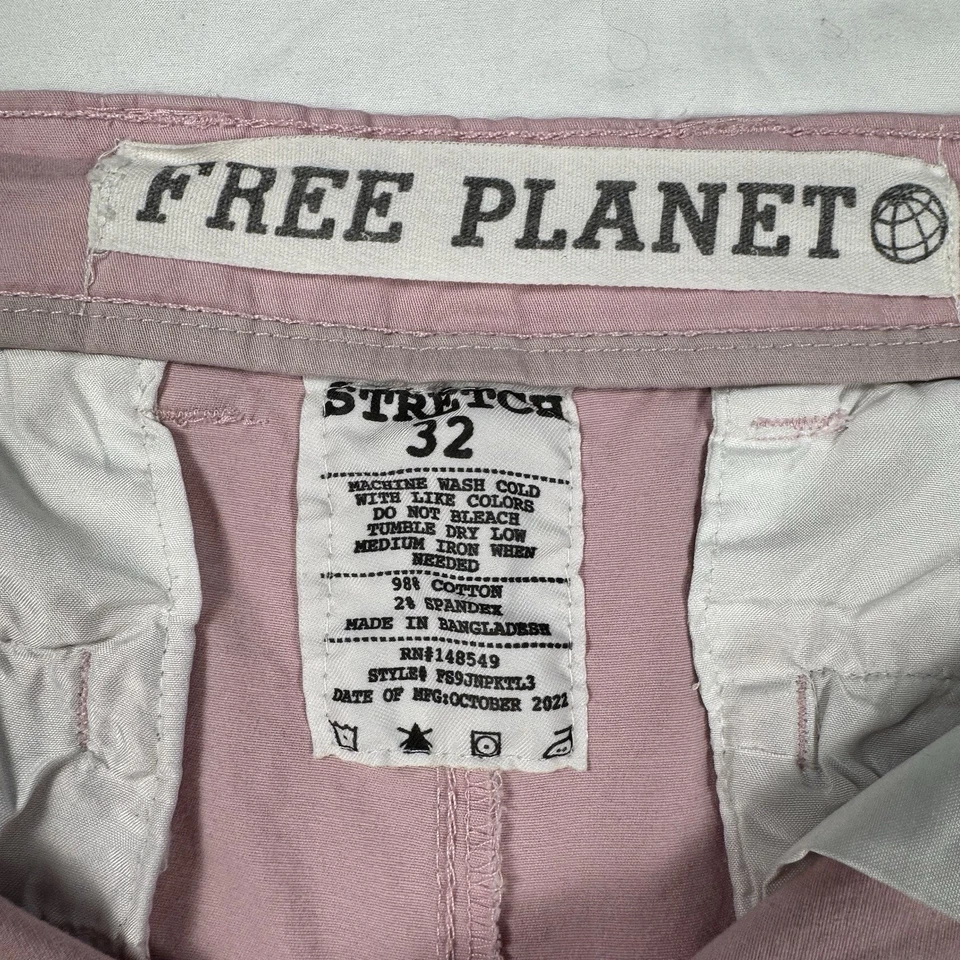 FREE PLANET
STRETCH
32
MACHINE WASH COLD
WITH LIKE COLORS
DO NOT BLEACH
TUMBLE DRY LOW
MEDIUM IRON WHEN
NEEDED
98% COTTON
2% SPANDEX
MADE IN BANGLADESH
RN#148549
STYLE# FS9JNPKTL3
DATE OF MFG:OCTOBER 2022